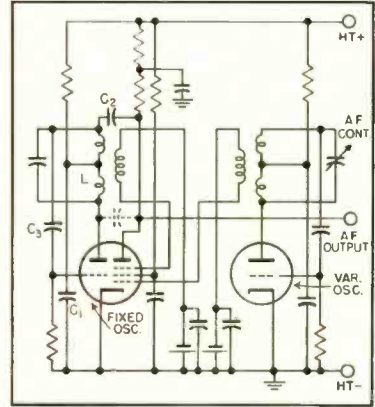 HT+
C2
AF
CONT.
L
C3
AF
OUTPUT
C1
FIXED
OSC.
VAR.
OSC.
HT-